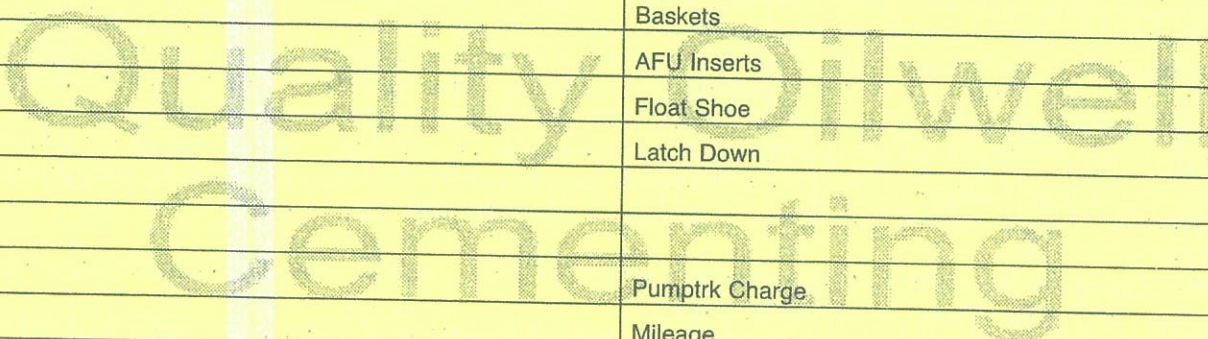 Baskets
Quality Oilwell
AFU Inserts
Float Shoe
Latch Down
Cementing
Pumptrk Charge
Mileage